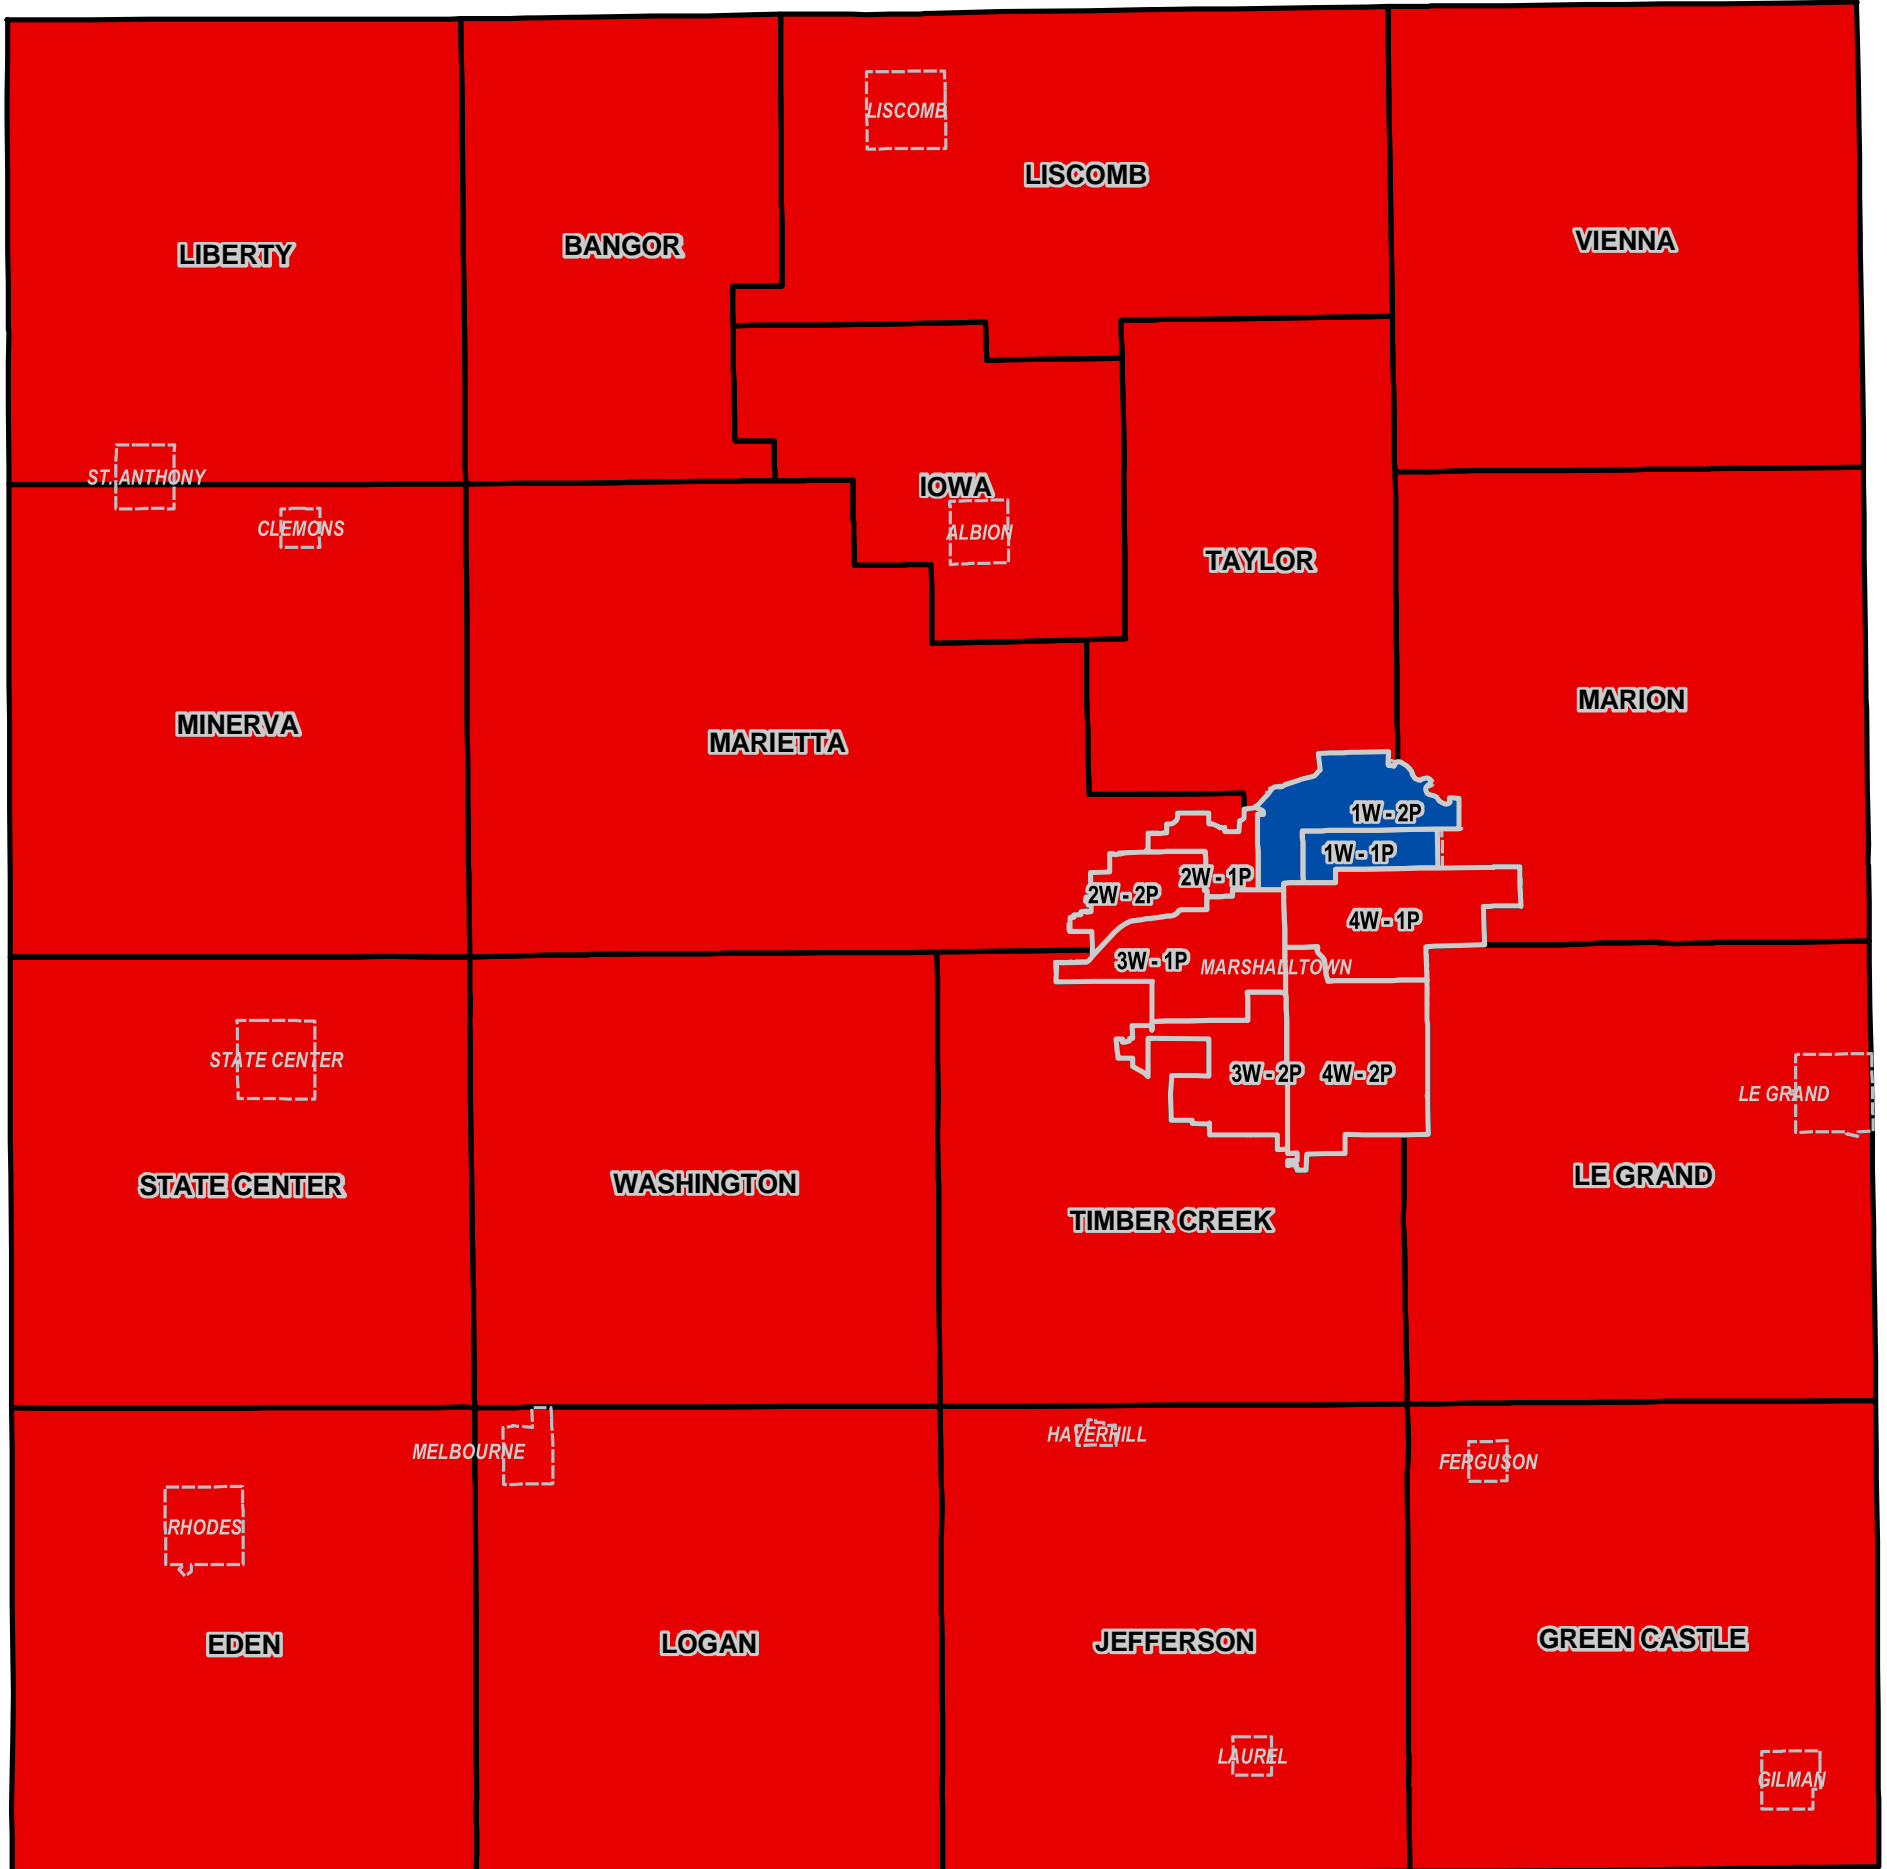 LISCOMB
LISCOMB
LIBERTY
BANGOR
VIENNA
ST. ANTHONY
CLEMONS
IOWA
ALBION
TAYLOR
MINERVA
MARIETTA
MARION
1W - 2P
1W - 1P
2W - 1P
2W - 2P
4W - 1P
3W - 1P
MARSHALLTOWN
STATE CENTER
3W - 2P
4W - 2P
LE GRAND
STATE CENTER
WASHINGTON
TIMBER CREEK
LE GRAND
MELBOURNE
HAVERHILL
FERGUSON
RHODES
EDEN
LOGAN
JEFFERSON
GREEN CASTLE
LAUREL
GILMAN